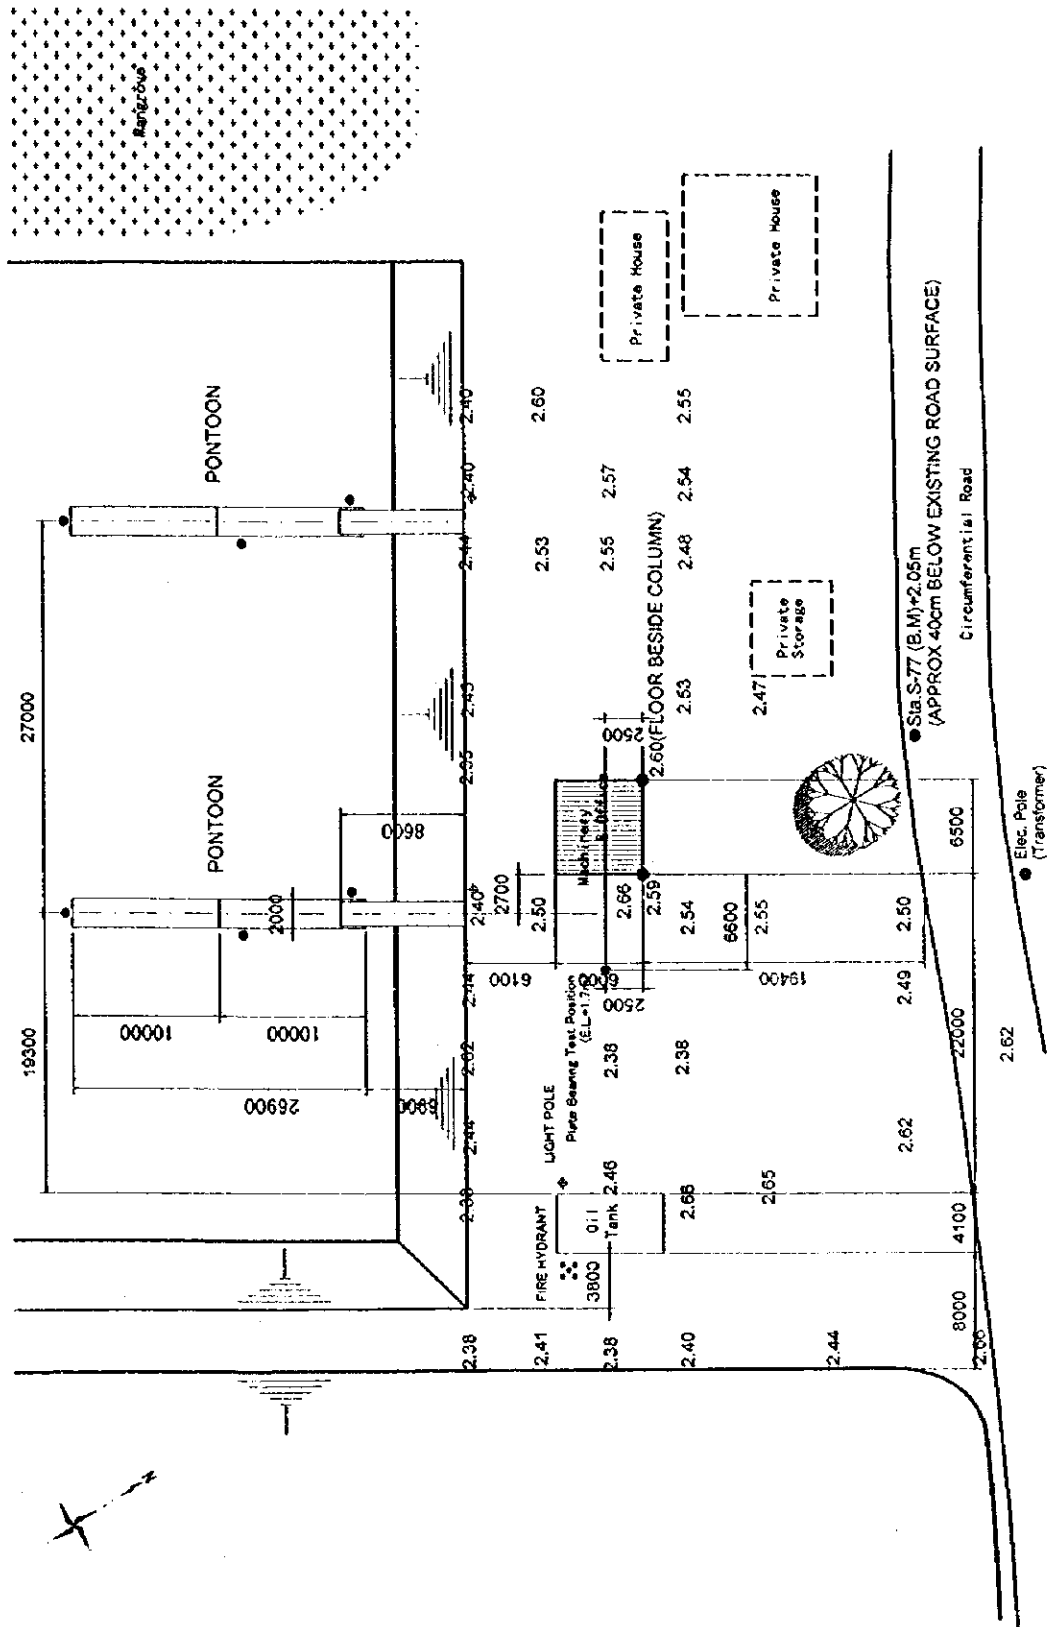 Mangrove
PONTOON
PONTOON
27000
19300
8600
2000
2700
10000
10000
26900
6900
2.40
2.40
2.44
2.43
2.35
2.40
2.44
2.62
2.44
2.38
2.38
Private House
Private House
2.60
2.55
2.57
2.54
2.53
2.55
2.48
2.60(FLOOR BESIDE COLUMN)
2.53
2.47
Private
Storage
2500
Machinery
2.50
2.66
2.59
2.54
2.55
2.50
2.49
6100
6600
2500
19400
Plate Bearing Test Position
2.38
2.38
LIGHT POLE
2.46
2.68
2.65
2.62
2.62
FIRE HYDRANT
Oil
Tank
3800
2.41
2.38
2.40
2.44
2.66
8000
4100
22000
6500
Sta.S-77 (B.M)+2.05m
(APPROX 40cm BELOW EXISTING ROAD SURFACE)
Circumferential Road
Elec. Pole
(Transformer)
N